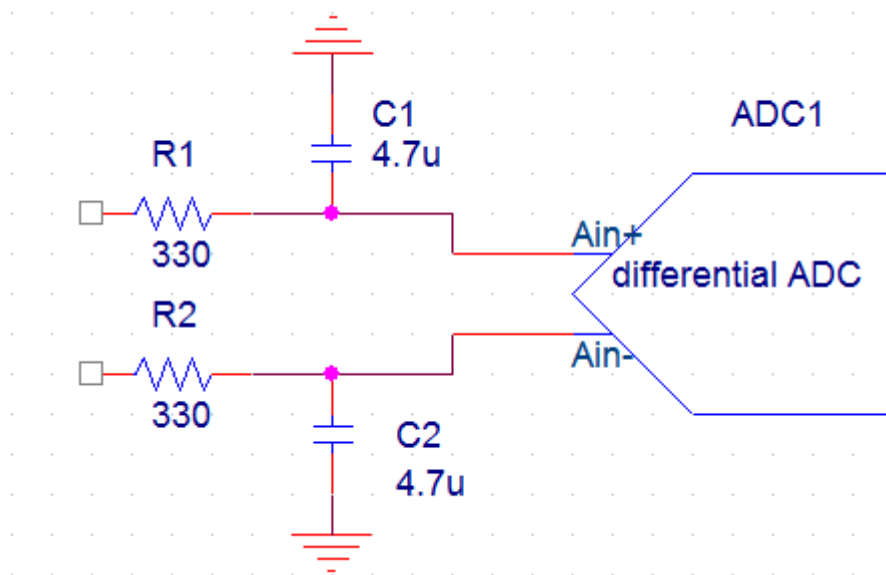 C1
4.7u
ADC1
R1
330
Ain+
differential ADC
R2
330
Ain-
C2
4.7u